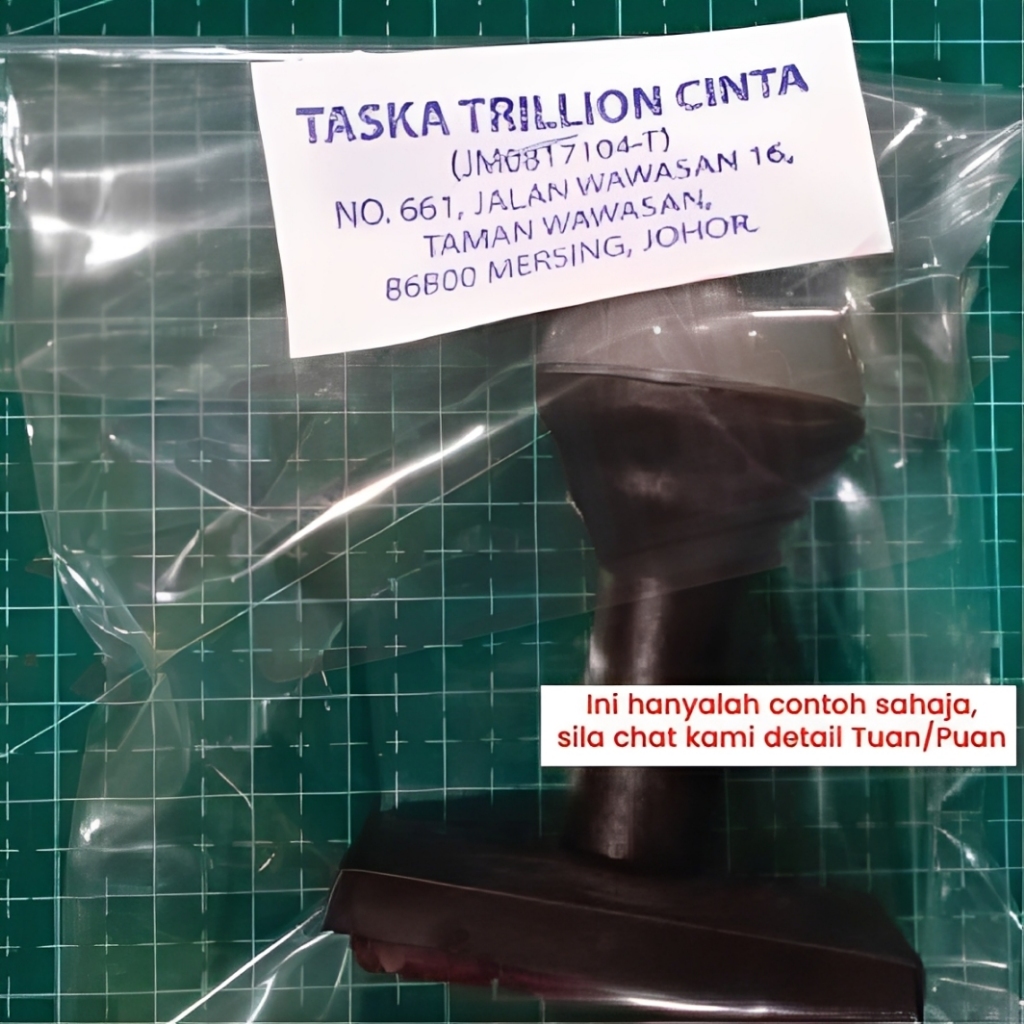 TASKA TRILLION CINTA
(JM0817104-T)
NO. 661, JALAN WAWASAN 16,
TAMAN WAWASAN,
86800 MERSING, JOHOR
Ini hanyalah contoh sahaja,
sila chat kami detail Tuan/Puan